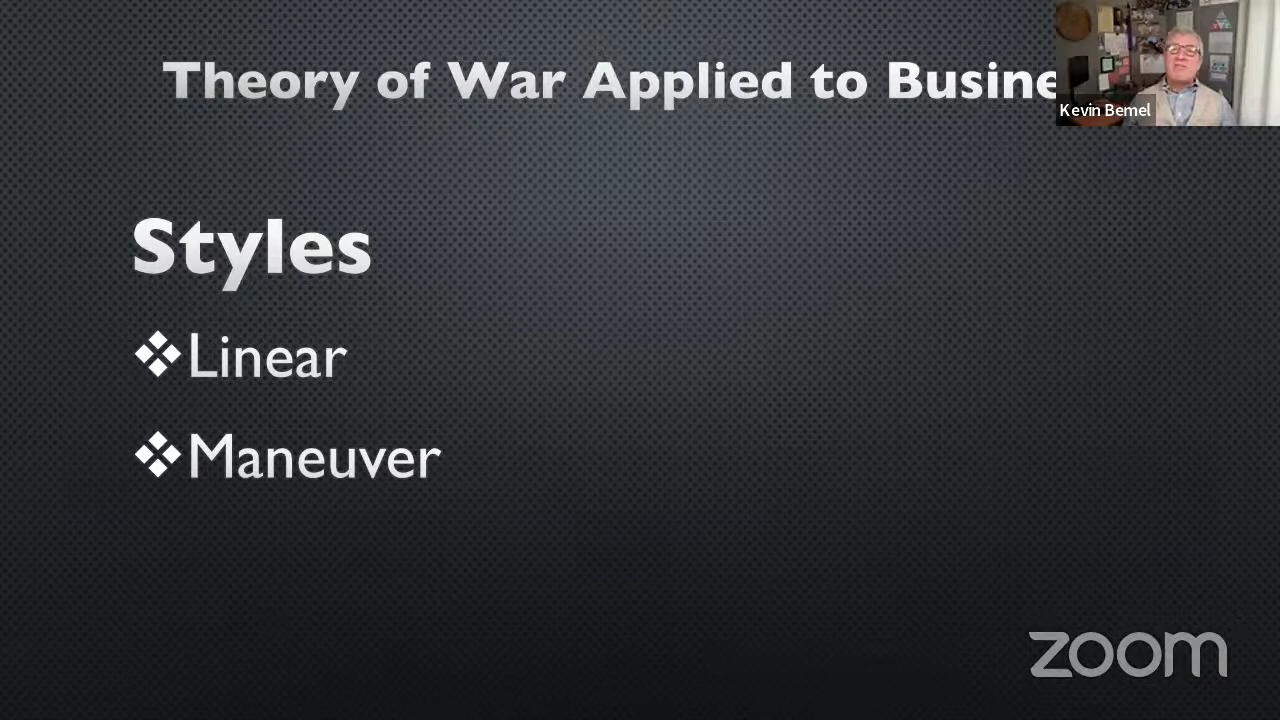 Theory of War Applied to Busine
Kevin Bemel
Styles
❖Linear
❖Maneuver
zoom